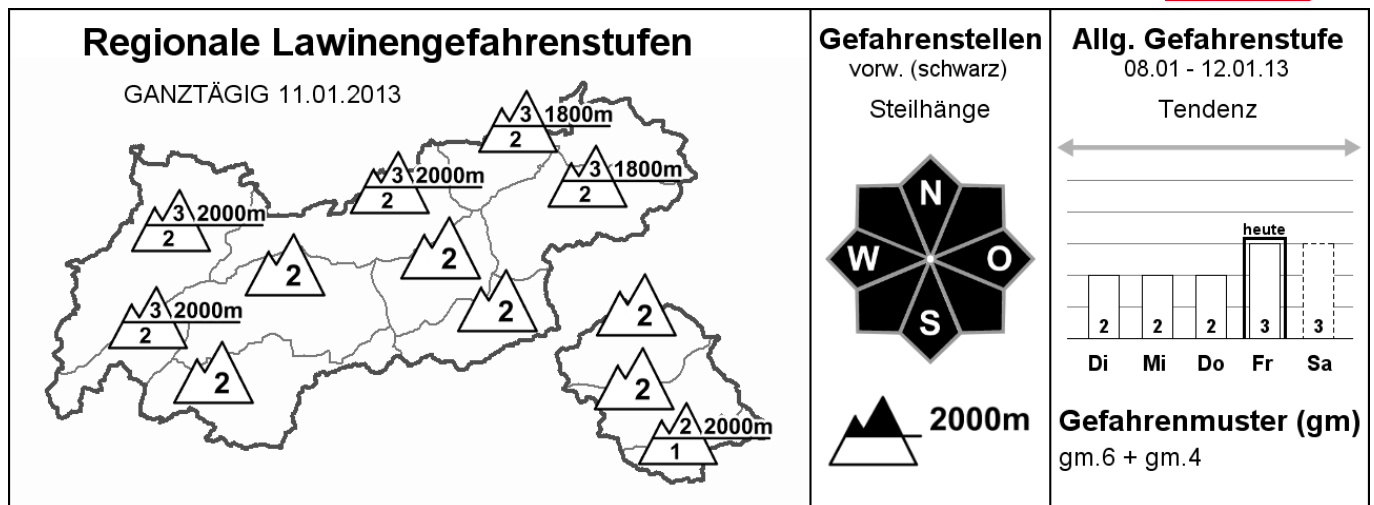 Regionale Lawinengefahrenstufen
GANZTÄGIG 11.01.2013
3 1800m
2
3 2000m
2
3 1800m
2
3 2000m
2
2
2
2
3 2000m
2
2
2
2
2 2000m
1
Gefahrenstellen
vorw. (schwarz)
Steilhänge
N
W
O
S
2000m
Allg. Gefahrenstufe
08.01 - 12.01.13
Tendenz
heute
2 2 2 3 3
Di Mi Do Fr Sa
Gefahrenmuster (gm)
gm.6 + gm.4